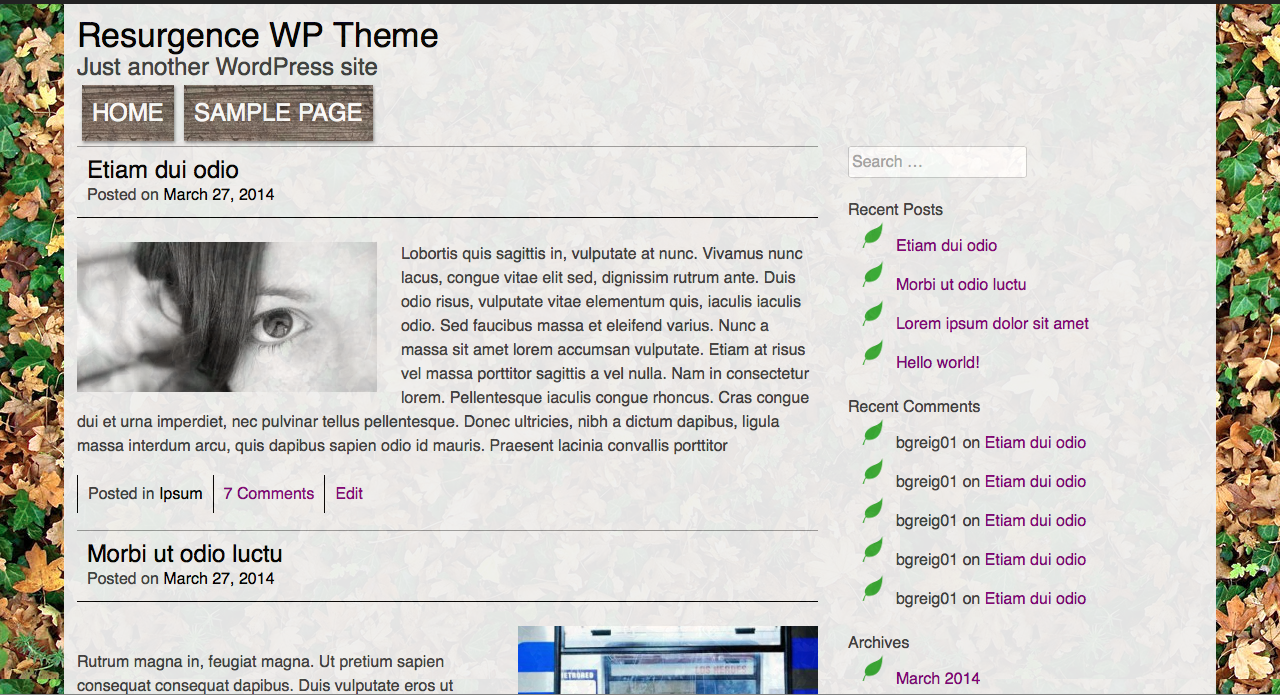 Resurgence WP Theme
Just another WordPress site
HOME
SAMPLE PAGE
Etiam dui odio
Posted on March 27, 2014
Lobortis quis sagittis in, vulputate at nunc. Vivamus nunc
lacus, congue vitae elit sed, dignissim rutrum ante. Duis
odio risus, vulputate vitae elementum quis, iaculis iaculis
odio. Sed faucibus massa et eleifend varius. Nunc a
massa sit amet lorem accumsan vulputate. Etiam at risus
vel massa porttitor sagittis a vel nulla. Nam in consectetur
lorem. Pellentesque iaculis congue rhoncus. Cras congue
dui et urna imperdiet, nec pulvinar tellus pellentesque. Donec ultricies, nibh a dictum dapibus, ligula
massa interdum arcu, quis dapibus sapien odio id mauris. Praesent lacinia convallis porttitor
Posted in Ipsum
7 Comments
Edit
Morbi ut odio luctu
Posted on March 27, 2014
Rutrum magna in, feugiat magna. Ut pretium sapien
consequat consequat dapibus. Duis vulputate eros ut
LOS HEROES
Search ...
Recent Posts
Etiam dui odio
Morbi ut odio luctu
Lorem ipsum dolor sit amet
Hello world!
Recent Comments
bgreig01 on Etiam dui odio
bgreig01 on Etiam dui odio
bgreig01 on Etiam dui odio
bgreig01 on Etiam dui odio
bgreig01 on Etiam dui odio
Archives
March 2014